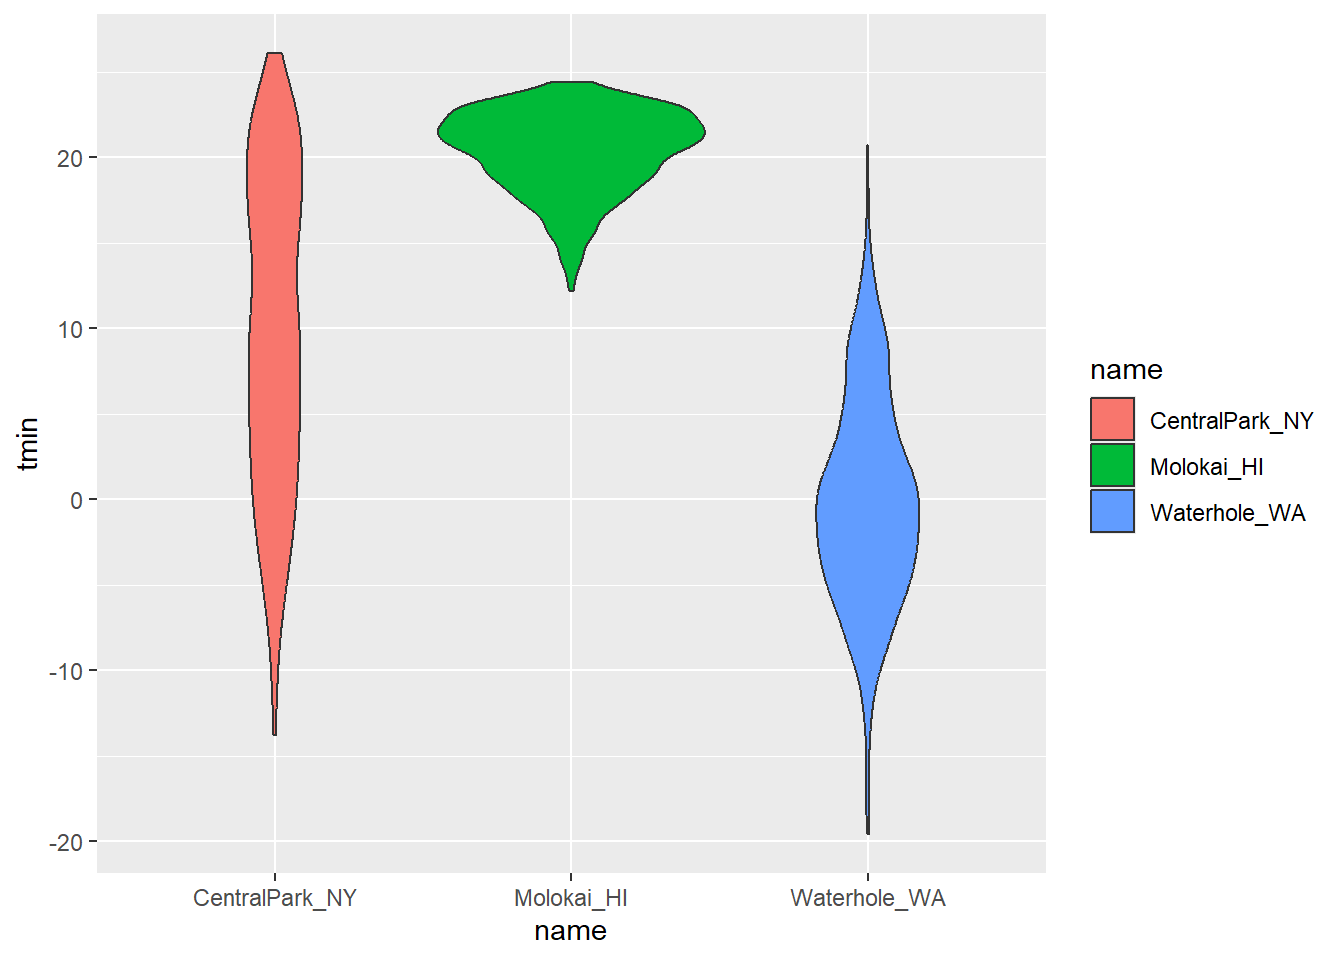 tmin
20
10
0
-10
-20
CentralPark_NY
Molokai_HI
Waterhole_WA
name
name
CentralPark_NY
Molokai_HI
Waterhole_WA